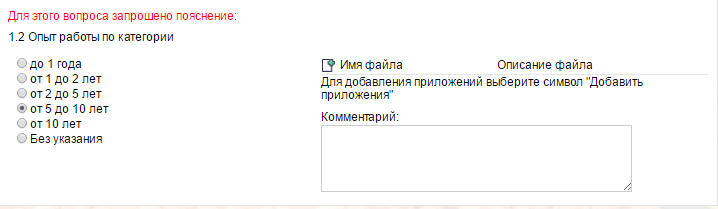 Для этого вопроса запрошено пояснение:
1.2 Опыт работы по категории
до 1 года
от 1 до 2 лет
от 2 до 5 лет
от 5 до 10 лет
от 10 лет
Без указания
Имя файла Описание файла
Для добавления приложений выберите символ "Добавить
приложения"
Комментарий: